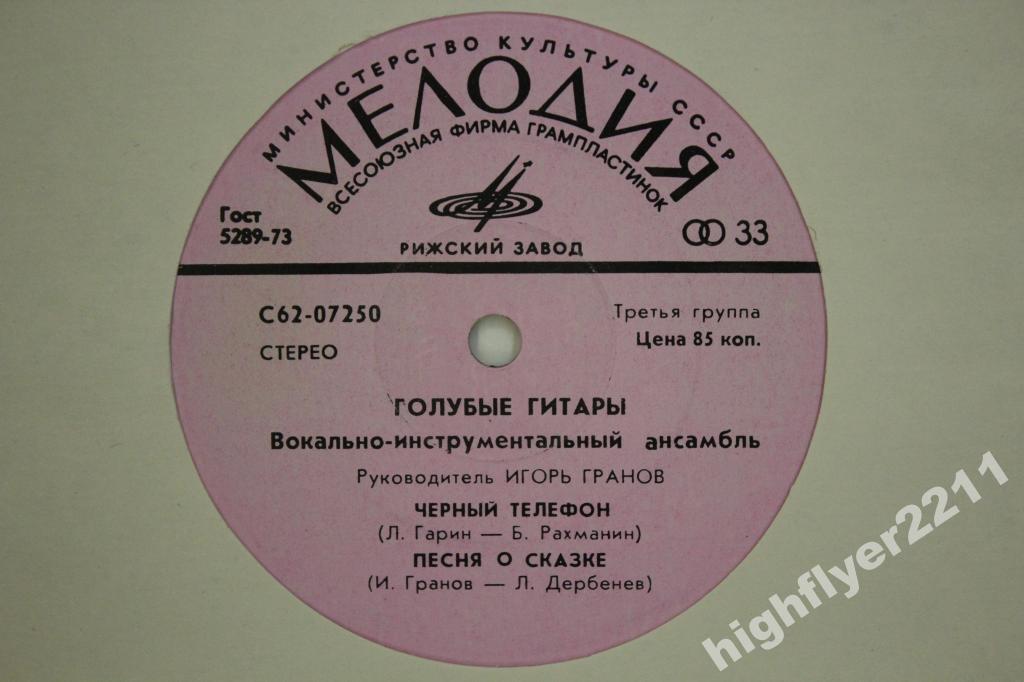 МИНИСТЕРСТВО КУЛЬТУРЫ СССР
МЕЛОДИЯ
ВСЕСОЮЗНАЯ ФИРМА ГРАМПЛАСТИНОК
Гост
5289-73
33
РИЖСКИЙ ЗАВОД
С62-07250
Третья группа
СТЕРЕО
Цена 85 коп.
ГОЛУБЫЕ ГИТАРЫ
Вокально-инструментальный ансамбль
Руководитель ИГОРЬ ГРАНОВ
ЧЕРНЫЙ ТЕЛЕФОН
(Л. Гарин — Б. Рахманин)
ПЕСНЯ О СКАЗКЕ
(И. Гранов — Л. Дербенев)
highflyer2211